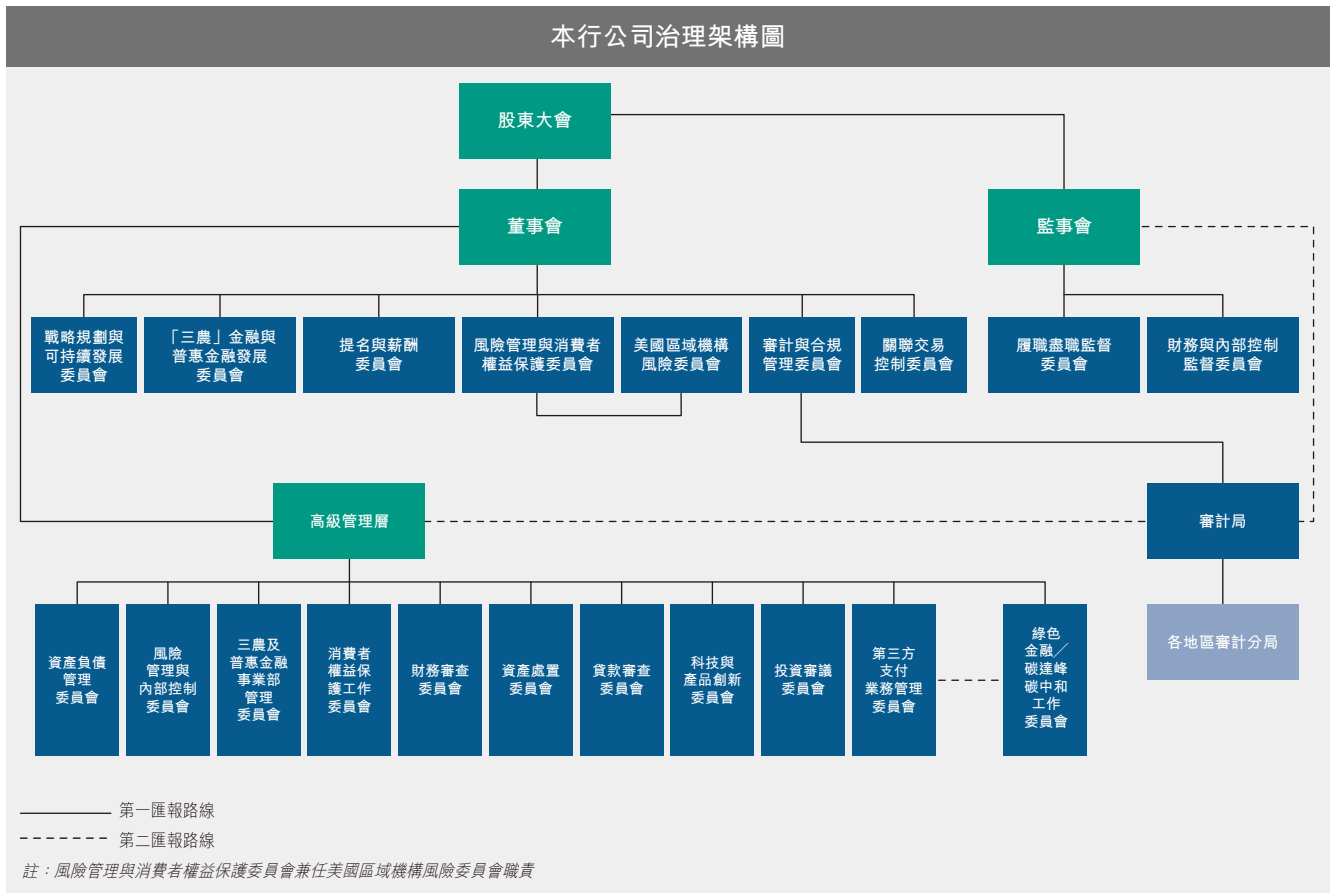 本行公司治理架構圖
股東大會
董事會
監事會
戰略規劃與
可持續發展
委員會
「三農」金融與
普惠金融發展
委員會
提名與薪酬
委員會
風險管理與消費者
權益保護委員會
美國區域機構
風險委員會
審計與合規
管理委員會
關聯交易
控制委員會
履職盡職監督
委員會
財務與內部控制
監督委員會
高級管理層
審計局
資產負債
管理
委員會
風險
管理與
內部控制
委員會
三農及
普惠金融
事業部
管理
委員會
消費者
權益保
護工作
委員會
財務審查
委員會
資產處置
委員會
貸款審查
委員會
科技與
產品創新
委員會
投資審議
委員會
第三方
支付
業務管理
委員會
綠色
金融╱
碳達峰
碳中和
工作
委員會
各地區審計分局
第一匯報路線
第二匯報路線
註：風險管理與消費者權益保護委員會兼任美國區域機構風險委員會職責